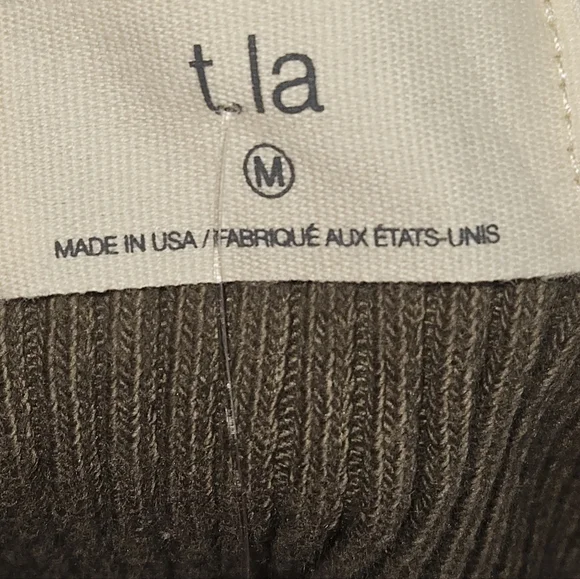 t.la
M
MADE IN USA / FABRIQUÉ AUX ÉTATS-UNIS